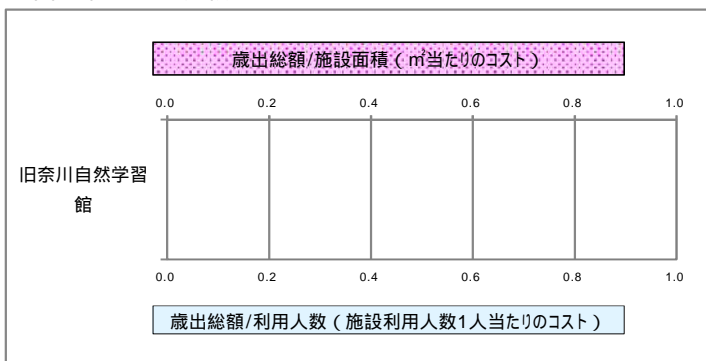 歳出総額/施設面積(㎡当たりのコスト)
0.0 0.2 0.4 0.6 0.8 1.0
旧奈川自然学習
館
0.0 0.2 0.4 0.6 0.8 1.0
歳出総額/利用人数(施設利用人数1人当たりのコスト)